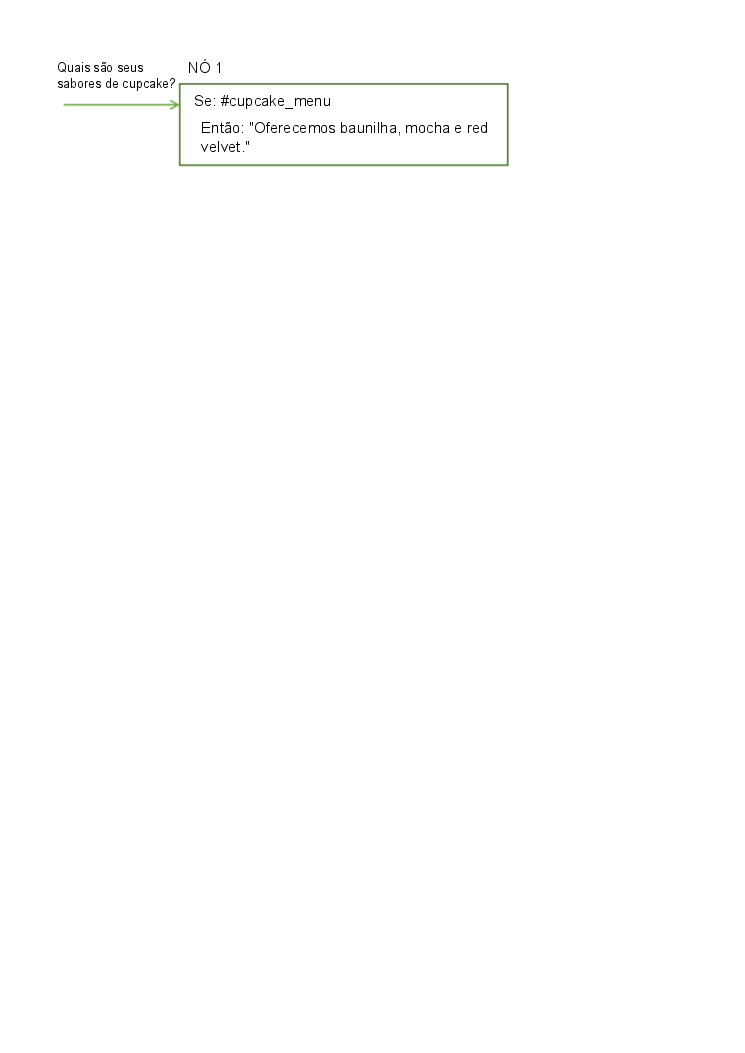 Quais são seus
sabores de cupcake?
NÓ 1
Se: #cupcake_menu
Então: "Oferecemos baunilha, mocha e red
velvet."